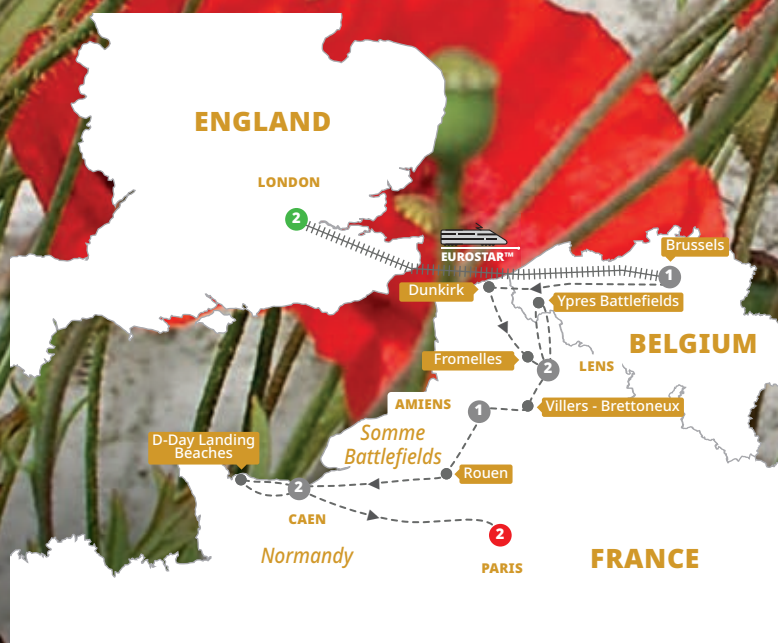 ENGLAND
LONDON
2
EUROSTAR™
Brussels
1
Dunkirk
Ypres Battlefields
BELGIUM
Fromelles
2
LENS
AMIENS
1
Villers - Brettoneux
Somme
Battlefields
D-Day Landing
Beaches
Rouen
2
CAEN
2
Normandy
PARIS
FRANCE